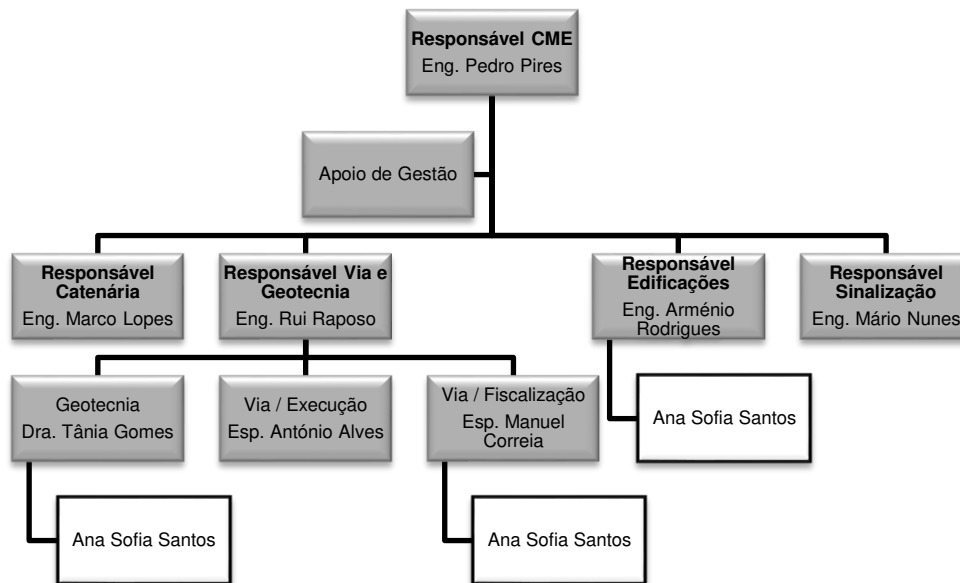 Responsável CME
Eng. Pedro Pires
Apoio de Gestão
Responsável
Catenária
Eng. Marco Lopes
Responsável Via e
Geotecnia
Eng. Rui Raposo
Responsável
Edificações
Eng. Arménio
Rodrigues
Responsável
Sinalização
Eng. Mário Nunes
Geotecnia
Dra. Tânia Gomes
Via / Execução
Esp. António Alves
Via / Fiscalização
Esp. Manuel
Correia
Ana Sofia Santos
Ana Sofia Santos
Ana Sofia Santos